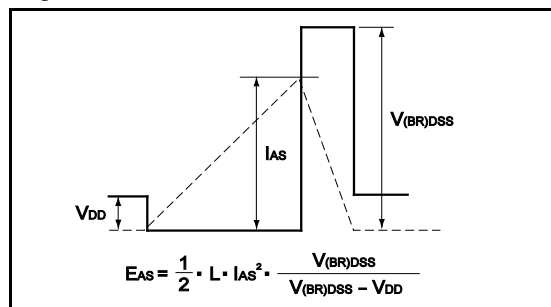 V(BR)DSS
IAS
VDD
EAS = 1/2 · L · IAS² · V(BR)DSS / V(BR)DSS – VDD